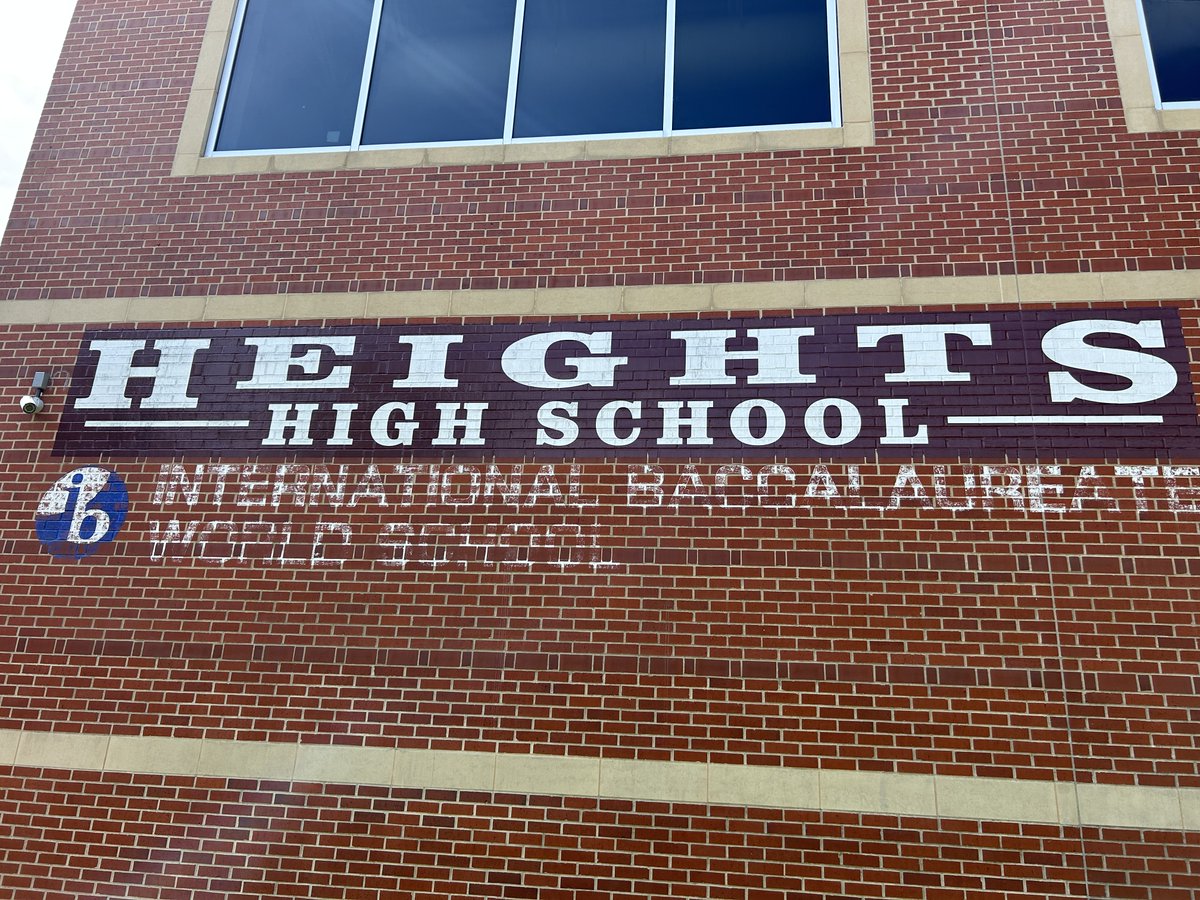 HEIGHTS
HIGH SCHOOL
ib INTERNATIONAL BACCALAUREATE
WORLD SCHOOL